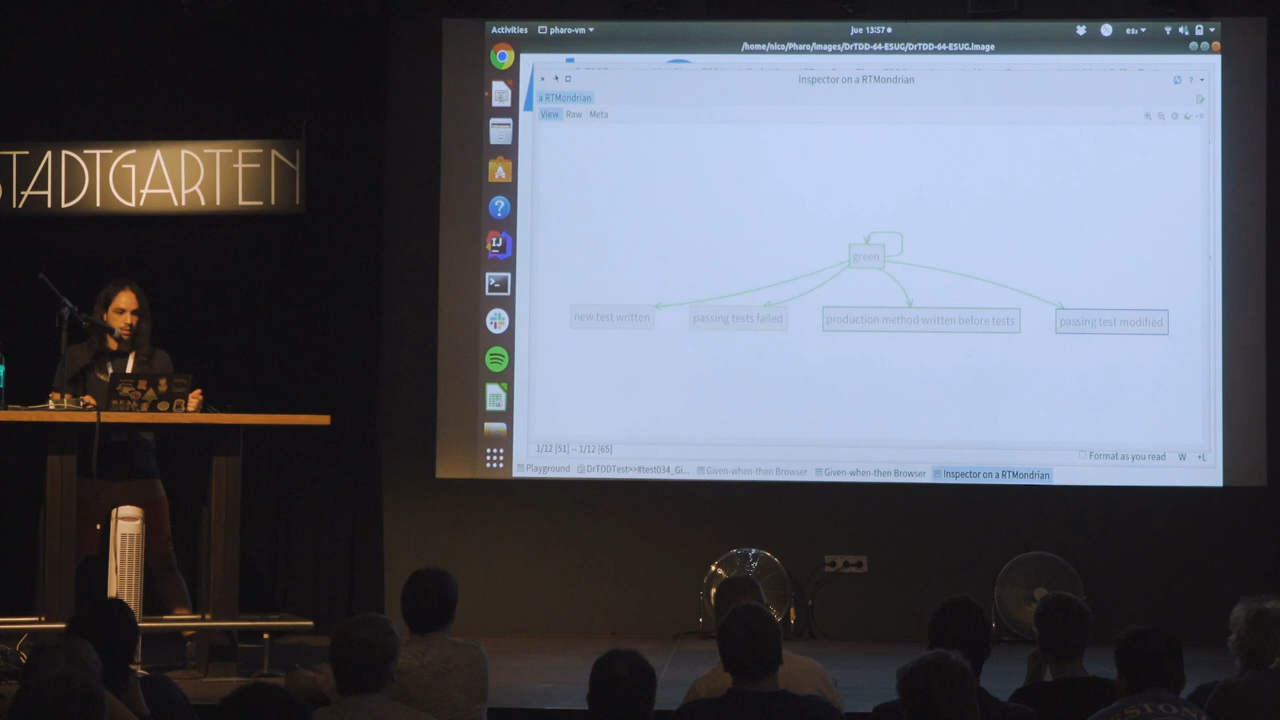 STADTGARTEN
Activities pharo-vm Jue 13:57 es₂
/home/nico/Pharo/images/DrTDD-64-ESUG/DrTDD-64-ESUG.image
Inspector on a RTMondrian ?
a RTMondrian
View Raw Meta
green
new test written passing tests failed production method written before tests passing test modified
1/12 [51] – 1/12 [65]
Format as you read W +L
Playground DrTDDTest>>#test034_Gi... Given-when-then Browser Given-when-then Browser Inspector on a RTMondrian